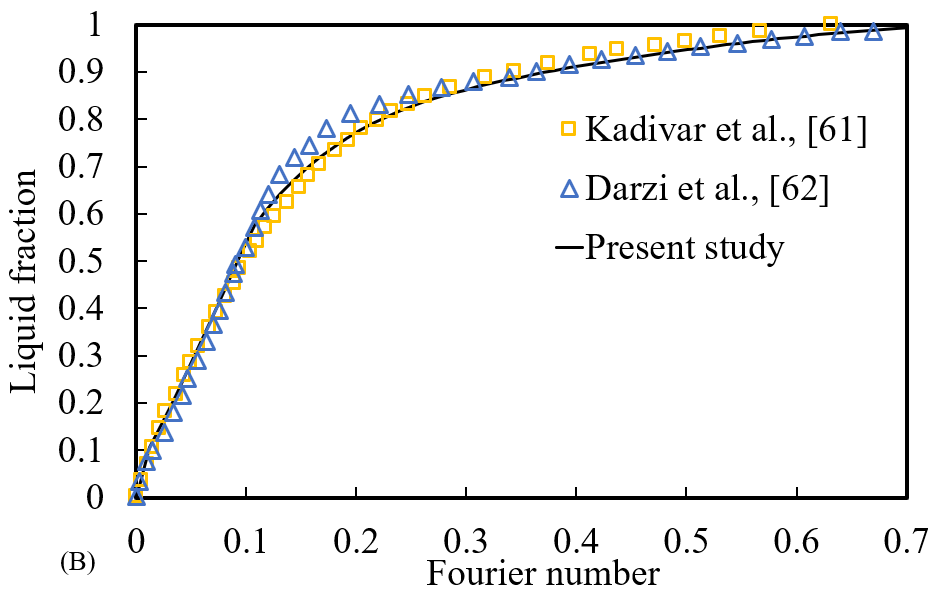 1
0.9
0.8
0.7
0.6
0.5
0.4
0.3
0.2
0.1
0
Liquid fraction
Kadivar et al., [61]
Darzi et al., [62]
Present study
0 0.1 0.2 0.3 0.4 0.5 0.6 0.7
(B)
Fourier number